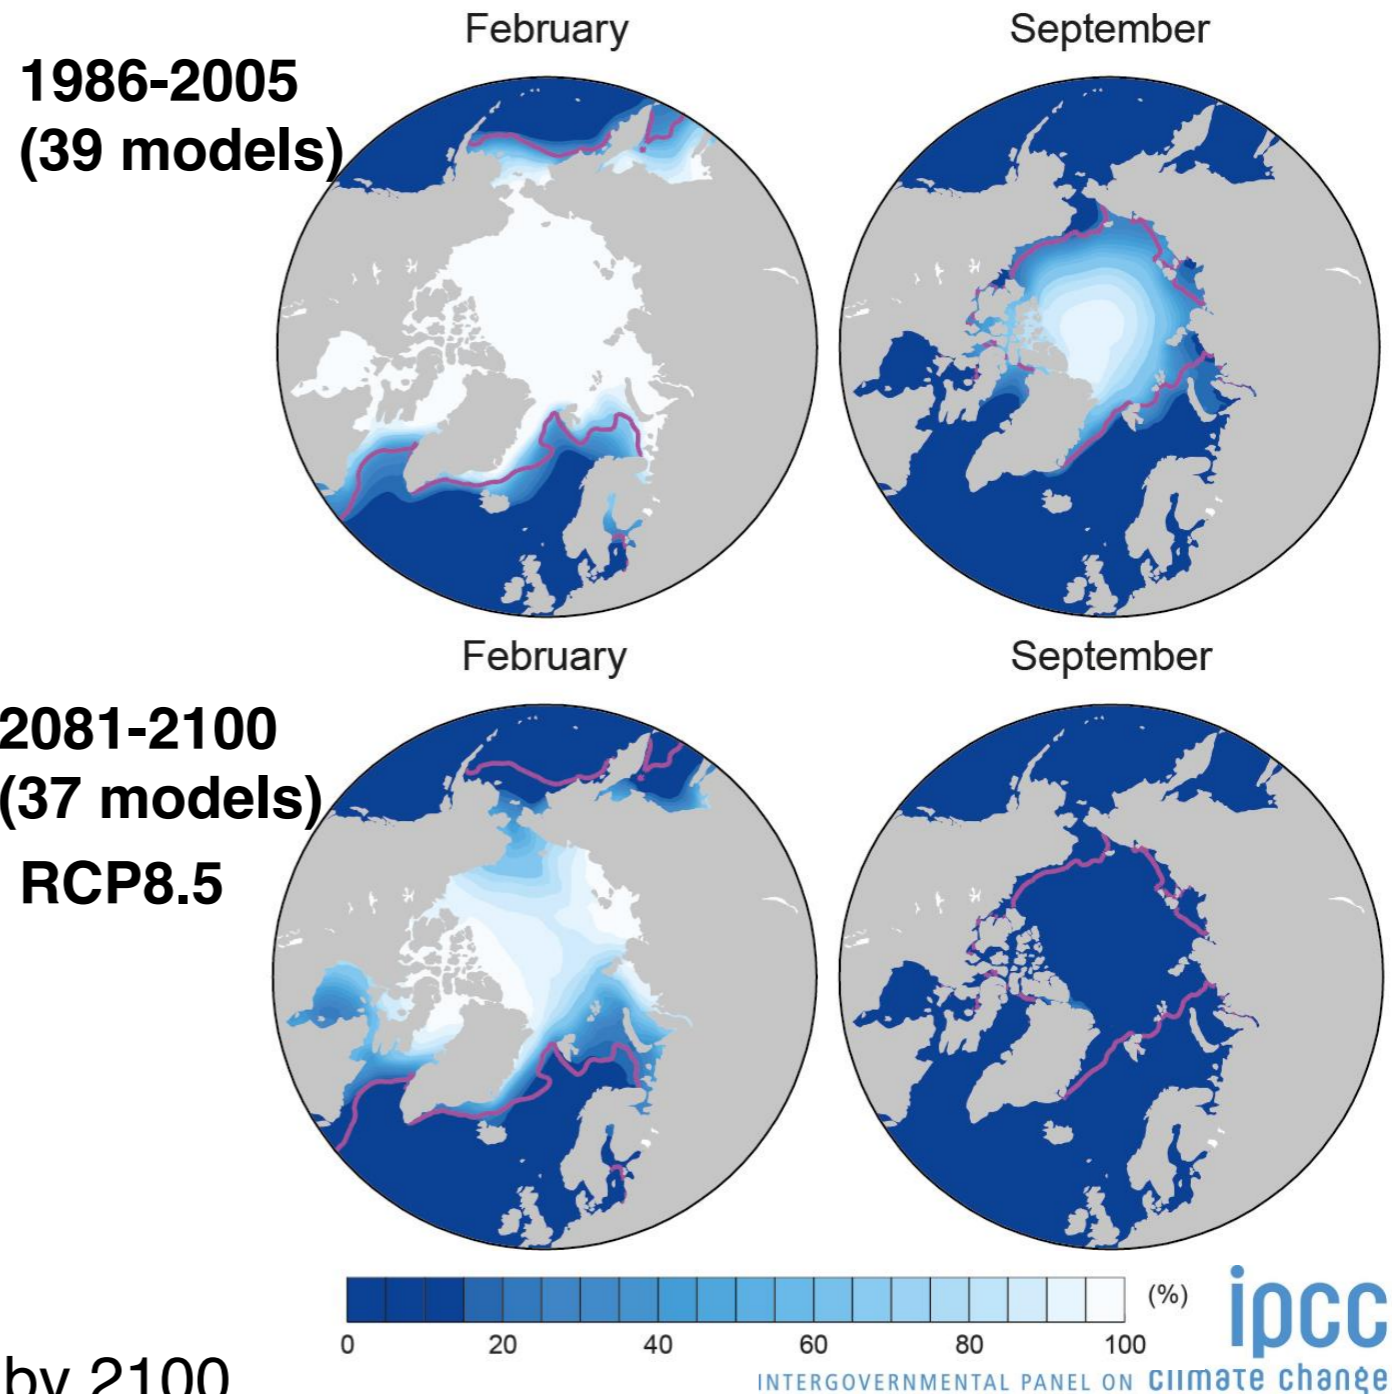 February
September
1986-2005
(39 models)
February
September
2081-2100
(37 models)
RCP8.5
(%)
0 20 40 60 80 100
ipcc
INTERGOVERNMENTAL PANEL ON climate change
by 2100